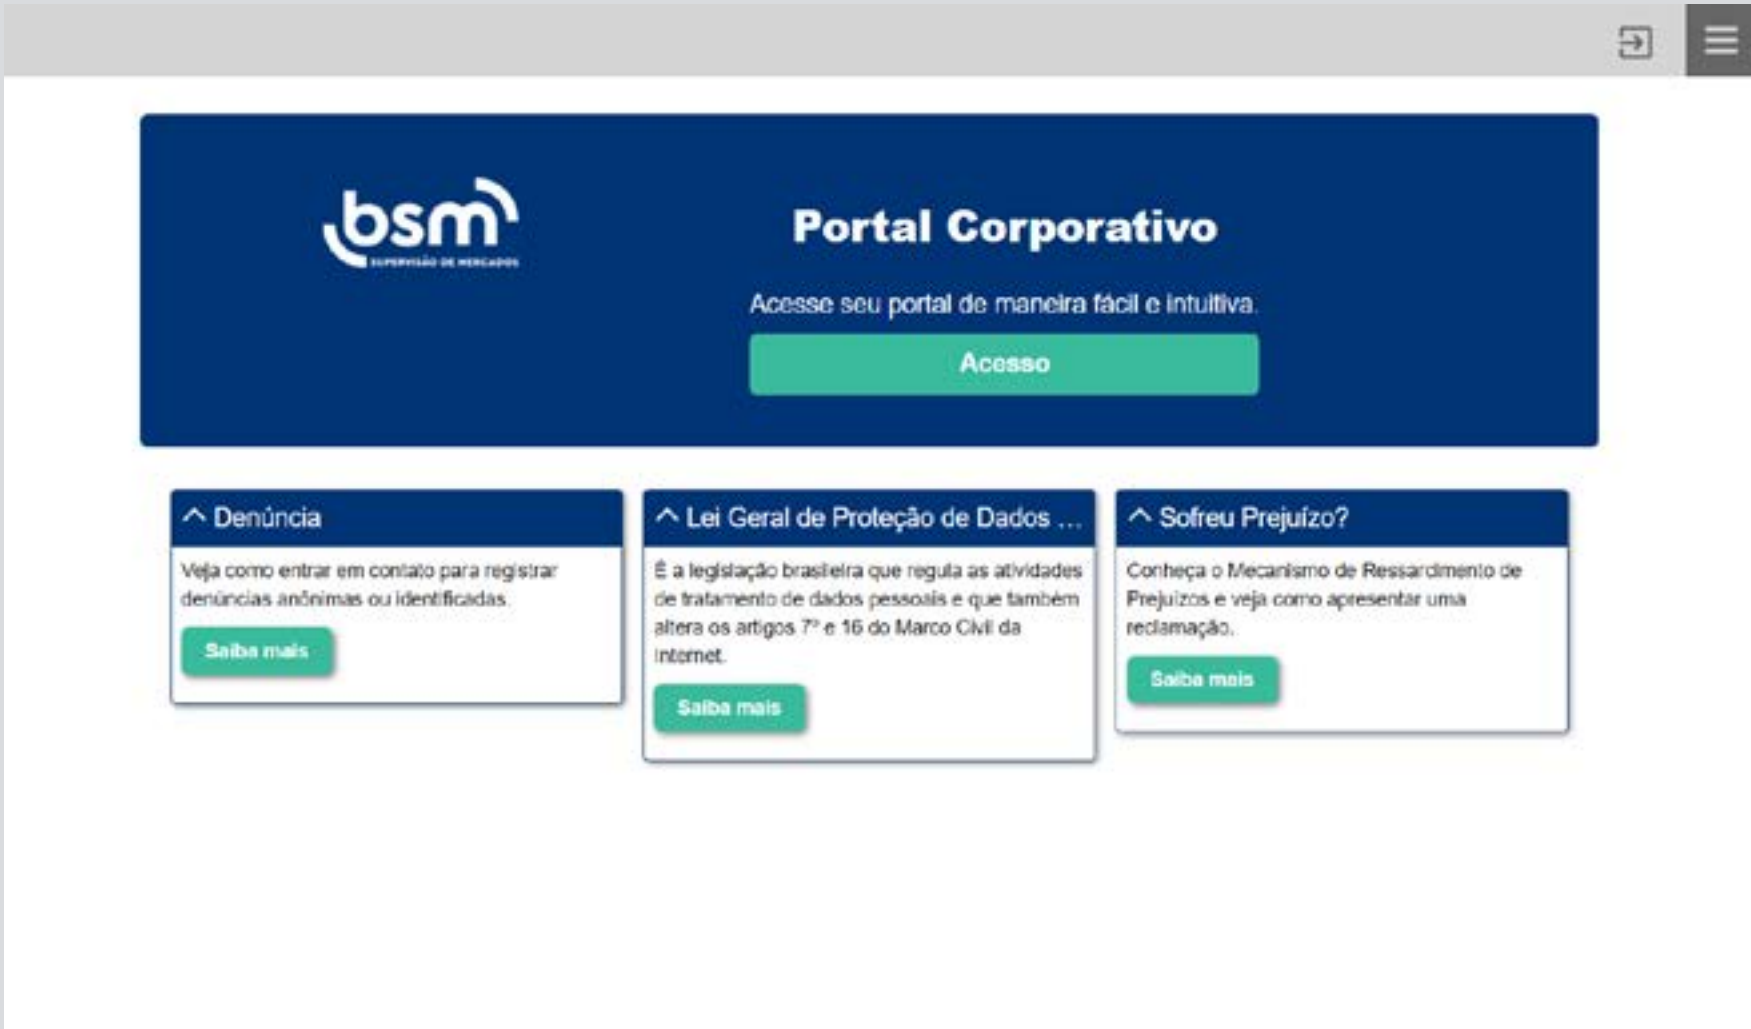 bsm
SUPERVISÃO DE MERCADOS
Portal Corporativo
Acesse seu portal de maneira fácil e intuitiva.
Acesso
Denúncia
Veja como entrar em contato para registrar
denúncias anônimas ou identificadas.
Saiba mais
Lei Geral de Proteção de Dados ...
É a legislação brasileira que regula as atividades
de tratamento de dados pessoais e que também
altera os artigos 7º e 16 do Marco Civil da
Internet.
Saiba mais
Sofreu Prejuízo?
Conheça o Mecanismo de Ressarcimento de
Prejuízos e veja como apresentar uma
reclamação.
Saiba mais